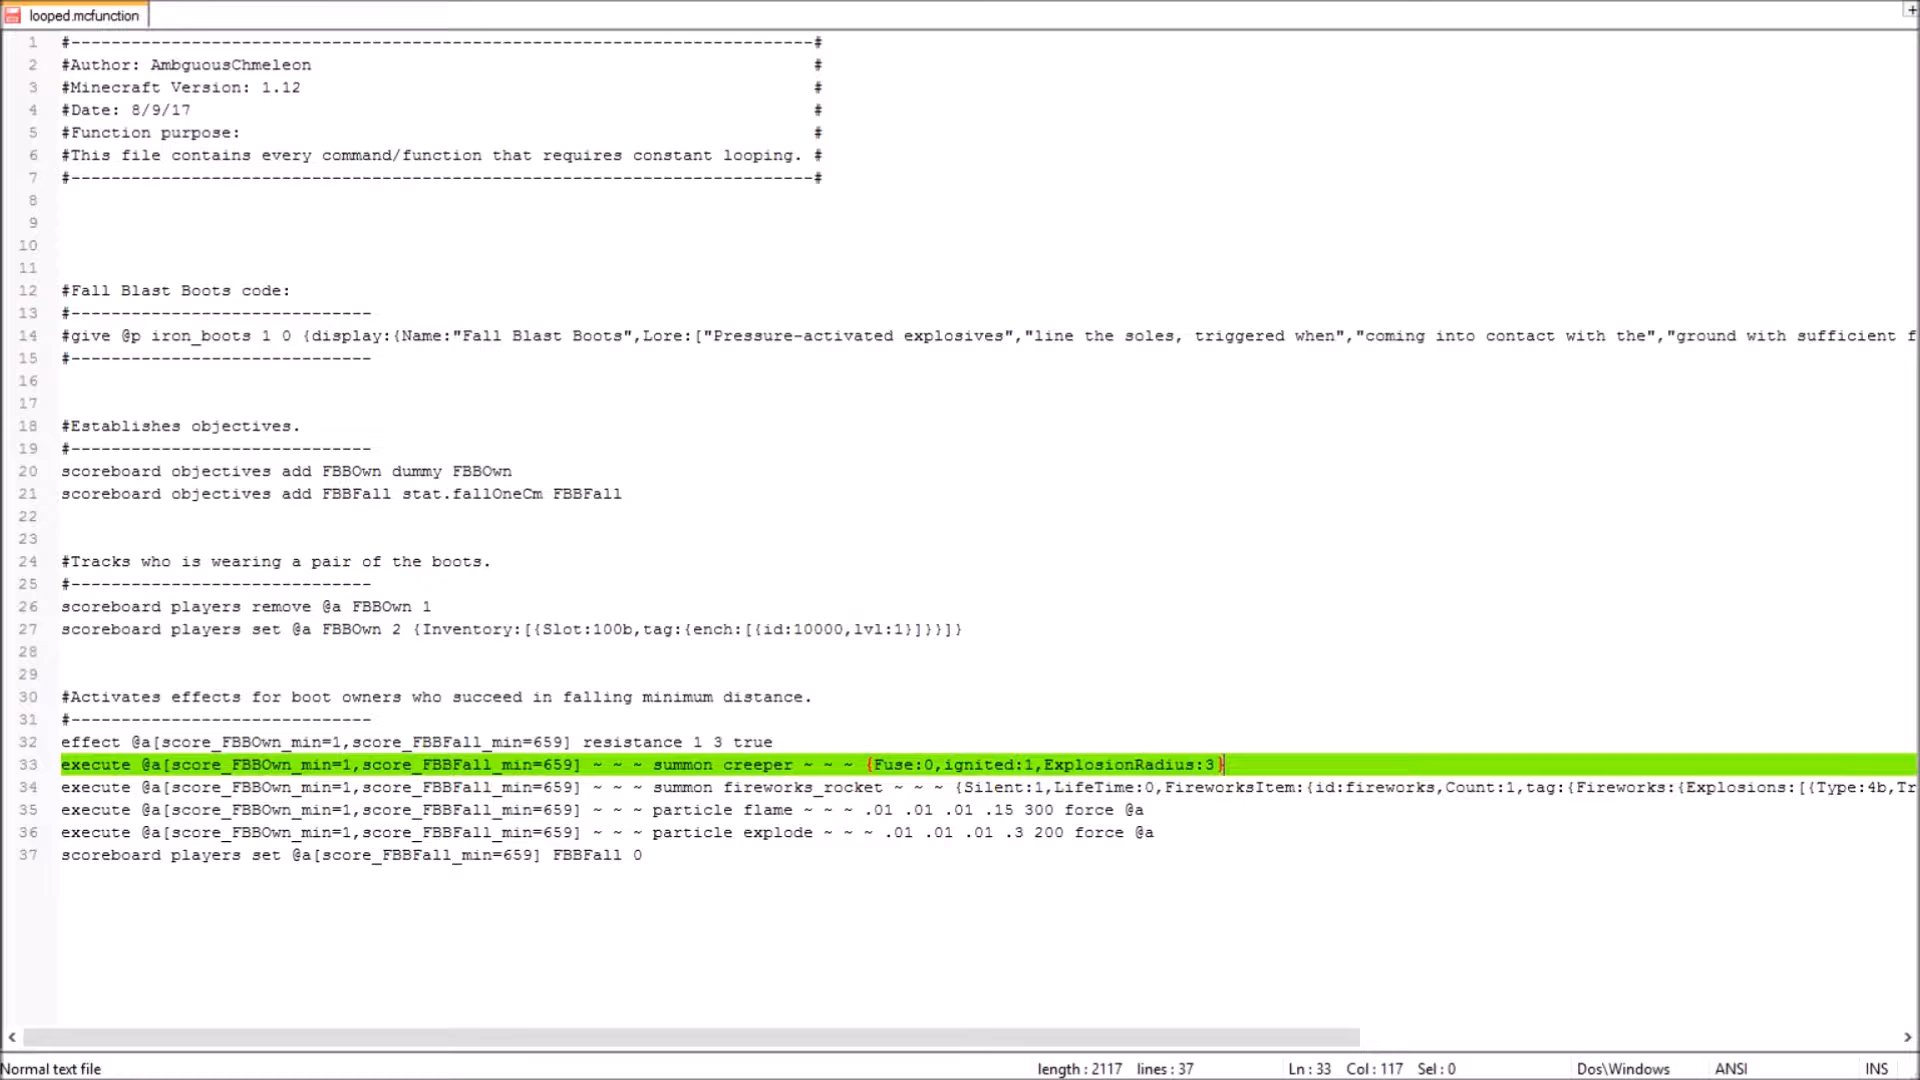 looped.mcfunction
+
1 #--------------------------------------------------------------------------#
2 #Author: AmbguousChmeleon #
3 #Minecraft Version: 1.12 #
4 #Date: 8/9/17 #
5 #Function purpose: #
6 #This file contains every command/function that requires constant looping. #
7 #--------------------------------------------------------------------------#
8
9
10
11
12 #Fall Blast Boots code:
13 #------------------------------
14 #give @p iron_boots 1 0 {display:{Name:"Fall Blast Boots",Lore:["Pressure-activated explosives","line the soles, triggered when","coming into contact with the","ground with sufficient f
15 #------------------------------
16
17
18 #Establishes objectives.
19 #------------------------------
20 scoreboard objectives add FBBOwn dummy FBBOwn
21 scoreboard objectives add FBBFall stat.fallOneCm FBBFall
22
23
24 #Tracks who is wearing a pair of the boots.
25 #------------------------------
26 scoreboard players remove @a FBBOwn 1
27 scoreboard players set @a FBBOwn 2 {Inventory:[{Slot:100b,tag:{ench:[{id:10000,lvl:1}]}}]}
28
29
30 #Activates effects for boot owners who succeed in falling minimum distance.
31 #------------------------------
32 effect @a[score_FBBOwn_min=1,score_FBBFall_min=659] resistance 1 3 true
33 execute @a[score_FBBOwn_min=1,score_FBBFall_min=659] ~ ~ ~ summon creeper ~ ~ ~ {Fuse:0,ignited:1,ExplosionRadius:3}
34 execute @a[score_FBBOwn_min=1,score_FBBFall_min=659] ~ ~ ~ summon fireworks_rocket ~ ~ ~ {Silent:1,LifeTime:0,FireworksItem:{id:fireworks,Count:1,tag:{Fireworks:{Explosions:[{Type:4b,Tr
35 execute @a[score_FBBOwn_min=1,score_FBBFall_min=659] ~ ~ ~ particle flame ~ ~ ~ .01 .01 .01 .15 300 force @a
36 execute @a[score_FBBOwn_min=1,score_FBBFall_min=659] ~ ~ ~ particle explode ~ ~ ~ .01 .01 .01 .3 200 force @a
37 scoreboard players set @a[score_FBBFall_min=659] FBBFall 0
Normal text file length : 2117 lines : 37 Ln : 33 Col : 117 Sel : 0 Dos\Windows ANSI INS